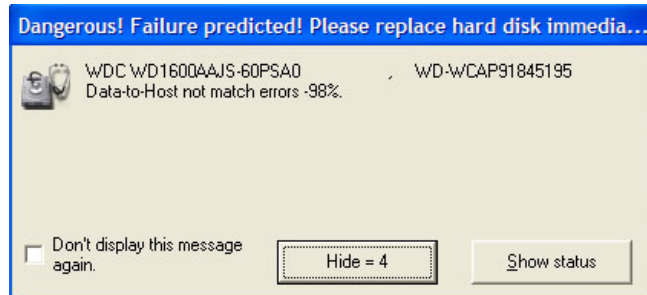 Dangerous! Failure predicted! Please replace hard disk immedia...
WDC WD1600AAJS-60PSA0 , WD-WCAP91845195
Data-to-Host not match errors -98%.
Don't display this message
again.
Hide = 4
Show status